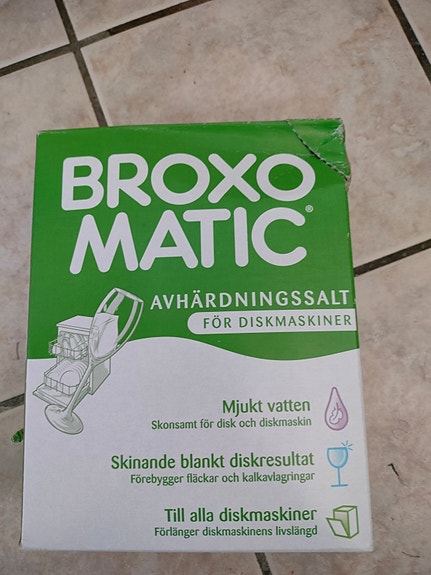 BROXO
MATIC®
AVHÄRDNINGSSALT
FÖR DISKMASKINER
Mjukt vatten
Skonsamt för disk och diskmaskin
Skinande blankt diskresultat
Förebygger fläckar och kalkavlagringar
Till alla diskmaskiner
Förlänger diskmaskinens livslängd